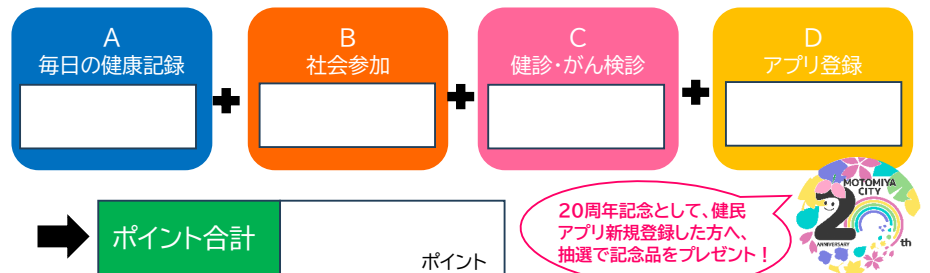 A
毎日の健康記録
B
社会参加
C
健診・がん検診
D
アプリ登録
ポイント合計
ポイント
20周年記念として、健民
アプリ新規登録した方へ、
抽選で記念品をプレゼント！
MOTOMIYA
CITY
20
th
ANNIVERSARY